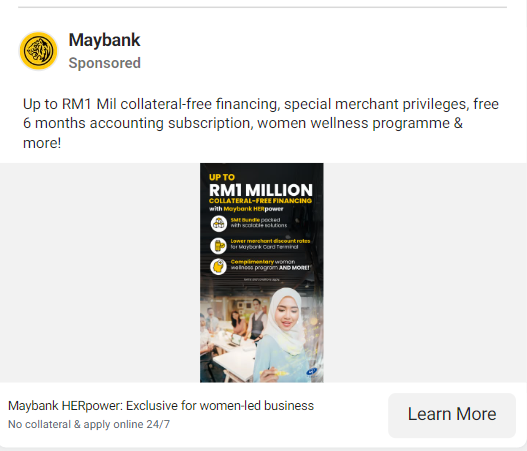 Maybank
Sponsored
Up to RM1 Mil collateral-free financing, special merchant privileges, free
6 months accounting subscription, women wellness programme &
more!
UP TO
RM1 MILLION
COLLATERAL-FREE FINANCING
with Maybank HERpower
SME Bundle packed
with scalable solutions
Lower merchant discount rates
for Maybank Card Terminal
Complimentary woman
wellness program AND MORE!
Maybank HERpower: Exclusive for women-led business
No collateral & apply online 24/7
Learn More